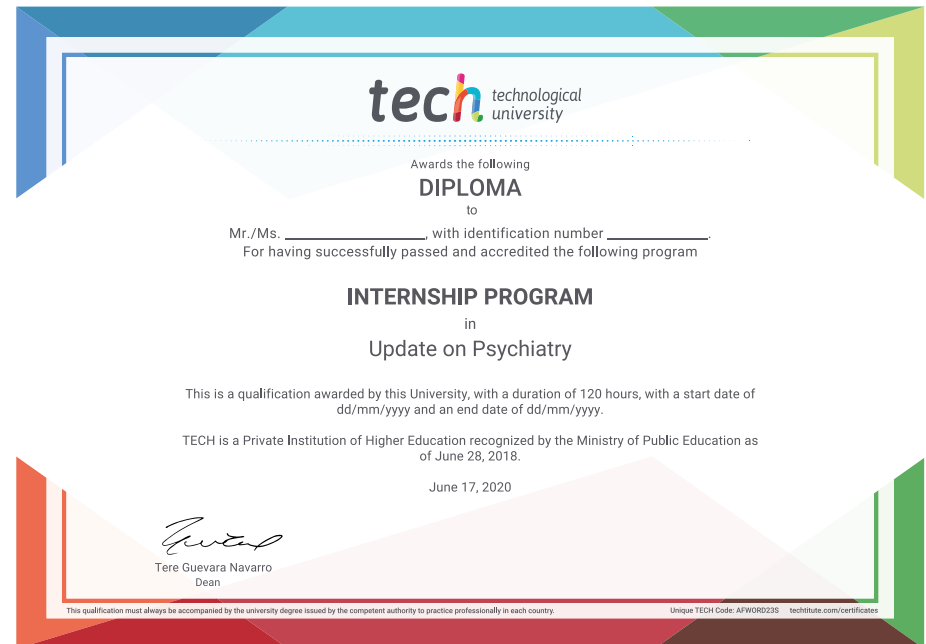 tech technological
university
Awards the following
DIPLOMA
to
Mr./Ms. ____________________, with identification number ______________.
For having successfully passed and accredited the following program
INTERNSHIP PROGRAM
in
Update on Psychiatry
This is a qualification awarded by this University, with a duration of 120 hours, with a start date of
dd/mm/yyyy and an end date of dd/mm/yyyy.
TECH is a Private Institution of Higher Education recognized by the Ministry of Public Education as
of June 28, 2018.
June 17, 2020
Tere Guevara Navarro
Dean
This qualification must always be accompanied by the university degree issued by the competent authority to practice professionally in each country.
Unique TECH Code: AFWORD23S techtitute.com/certificates